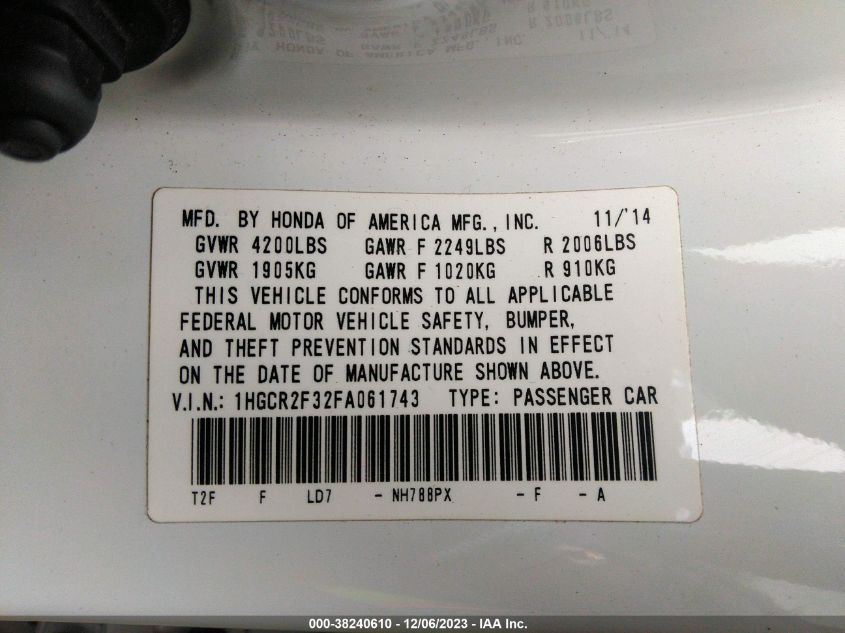 MFD. BY HONDA OF AMERICA MFG., INC. 11/'14
GVWR 4200LBS GAWR F 2249LBS R 2006LBS
GVWR 1905KG GAWR F 1020KG R 910KG
THIS VEHICLE CONFORMS TO ALL APPLICABLE
FEDERAL MOTOR VEHICLE SAFETY, BUMPER,
AND THEFT PREVENTION STANDARDS IN EFFECT
ON THE DATE OF MANUFACTURE SHOWN ABOVE.
V.I.N.: 1HGCR2F32FA061743 TYPE: PASSENGER CAR
T2F F LD7 - NH788PX - F - A
000-38240610 - 12/06/2023 - IAA Inc.